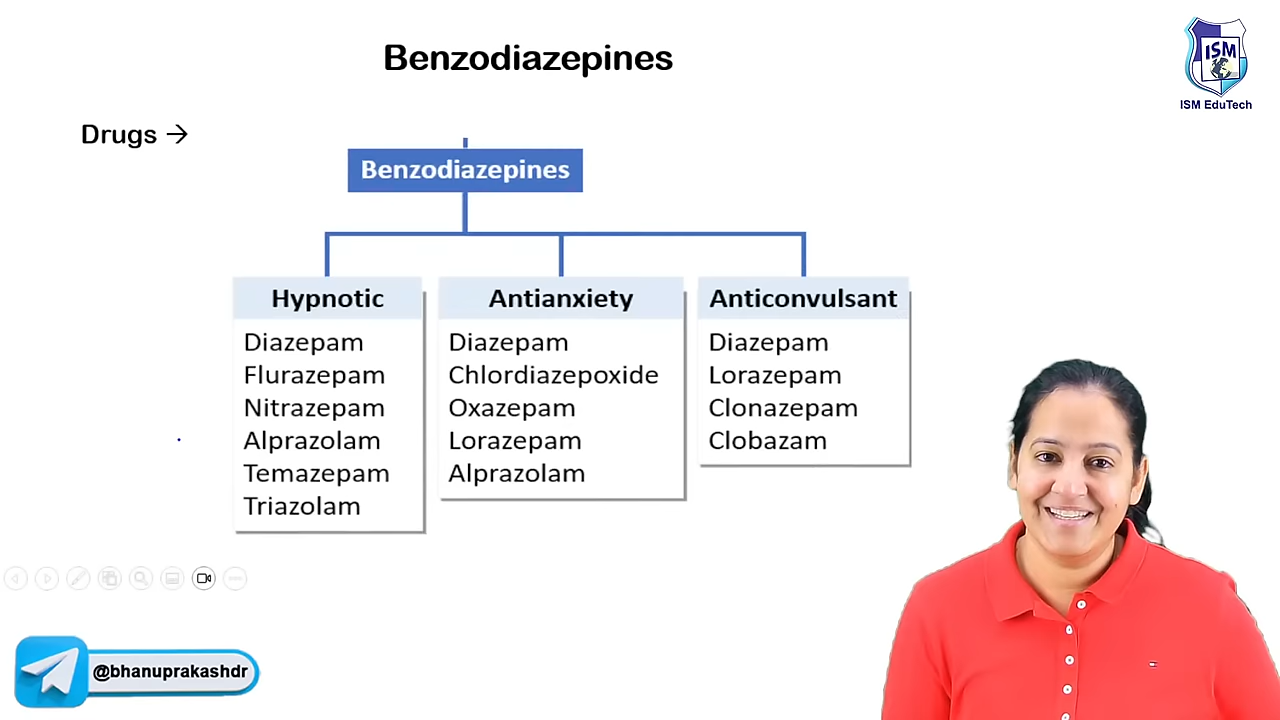 Benzodiazepines
ISM
ISM EduTech
Drugs →
Benzodiazepines
Hypnotic
Diazepam
Flurazepam
Nitrazepam
Alprazolam
Temazepam
Triazolam
Antianxiety
Diazepam
Chlordiazepoxide
Oxazepam
Lorazepam
Alprazolam
Anticonvulsant
Diazepam
Lorazepam
Clonazepam
Clobazam
@bhanuprakashdr